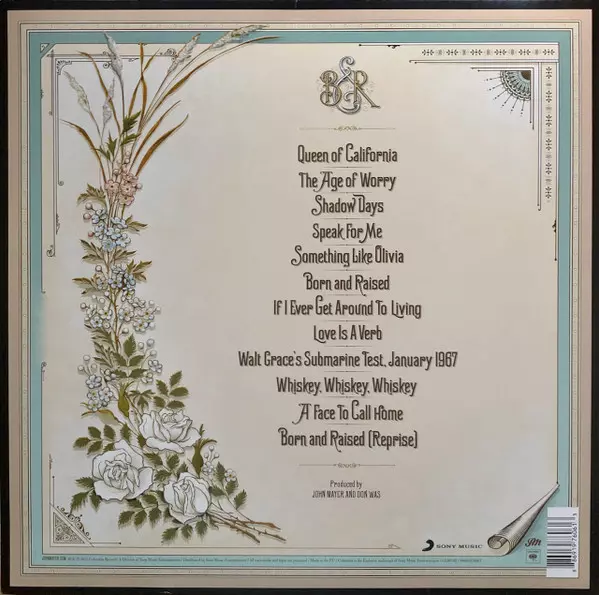 B&R
Queen of California
The Age of Worry
Shadow Days
Speak For Me
Something Like Olivia
Born and Raised
If I Ever Get Around To Living
Love Is A Verb
Walt Grace's Submarine Test, January 1967
Whiskey, Whiskey, Whiskey
A Face To Call Home
Born and Raised (Reprise)
Produced by
JOHN MAYER AND DON WAS
SONY MUSIC